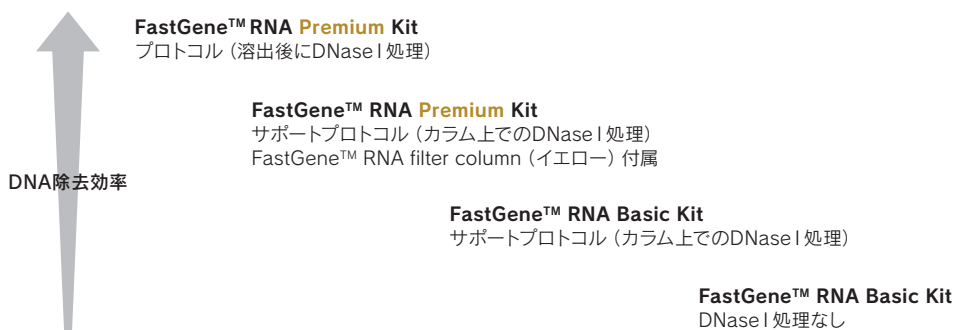 FastGene™ RNA Premium Kit
プロトコル（溶出後にDNase I 処理）
FastGene™ RNA Premium Kit
サポートプロトコル（カラム上でのDNase I 処理）
FastGene™ RNA filter column（イエロー）付属
DNA除去効率
FastGene™ RNA Basic Kit
サポートプロトコル（カラム上でのDNase I 処理）
FastGene™ RNA Basic Kit
DNase I 処理なし